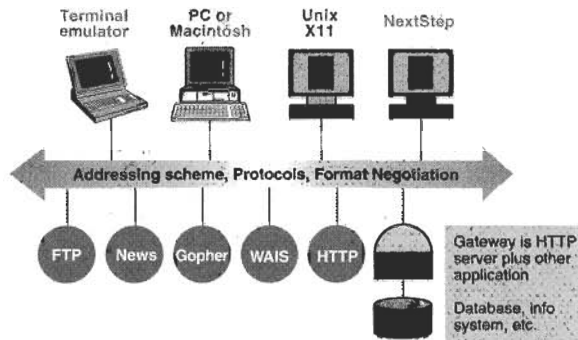 Terminal
emulator
PC or
Macintosh
Unix
X11
NextStep
Addressing scheme, Protocols, Format Negotiation
FTP
News
Gopher
WAIS
HTTP
Gateway is HTTP
server plus other
application
Database, info
system, etc.